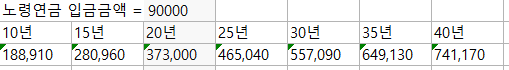 노령연금 입금금액 = 90000
10년 15년 20년 25년 30년 35년 40년
188,910 280,960 373,000 465,040 557,090 649,130 741,170